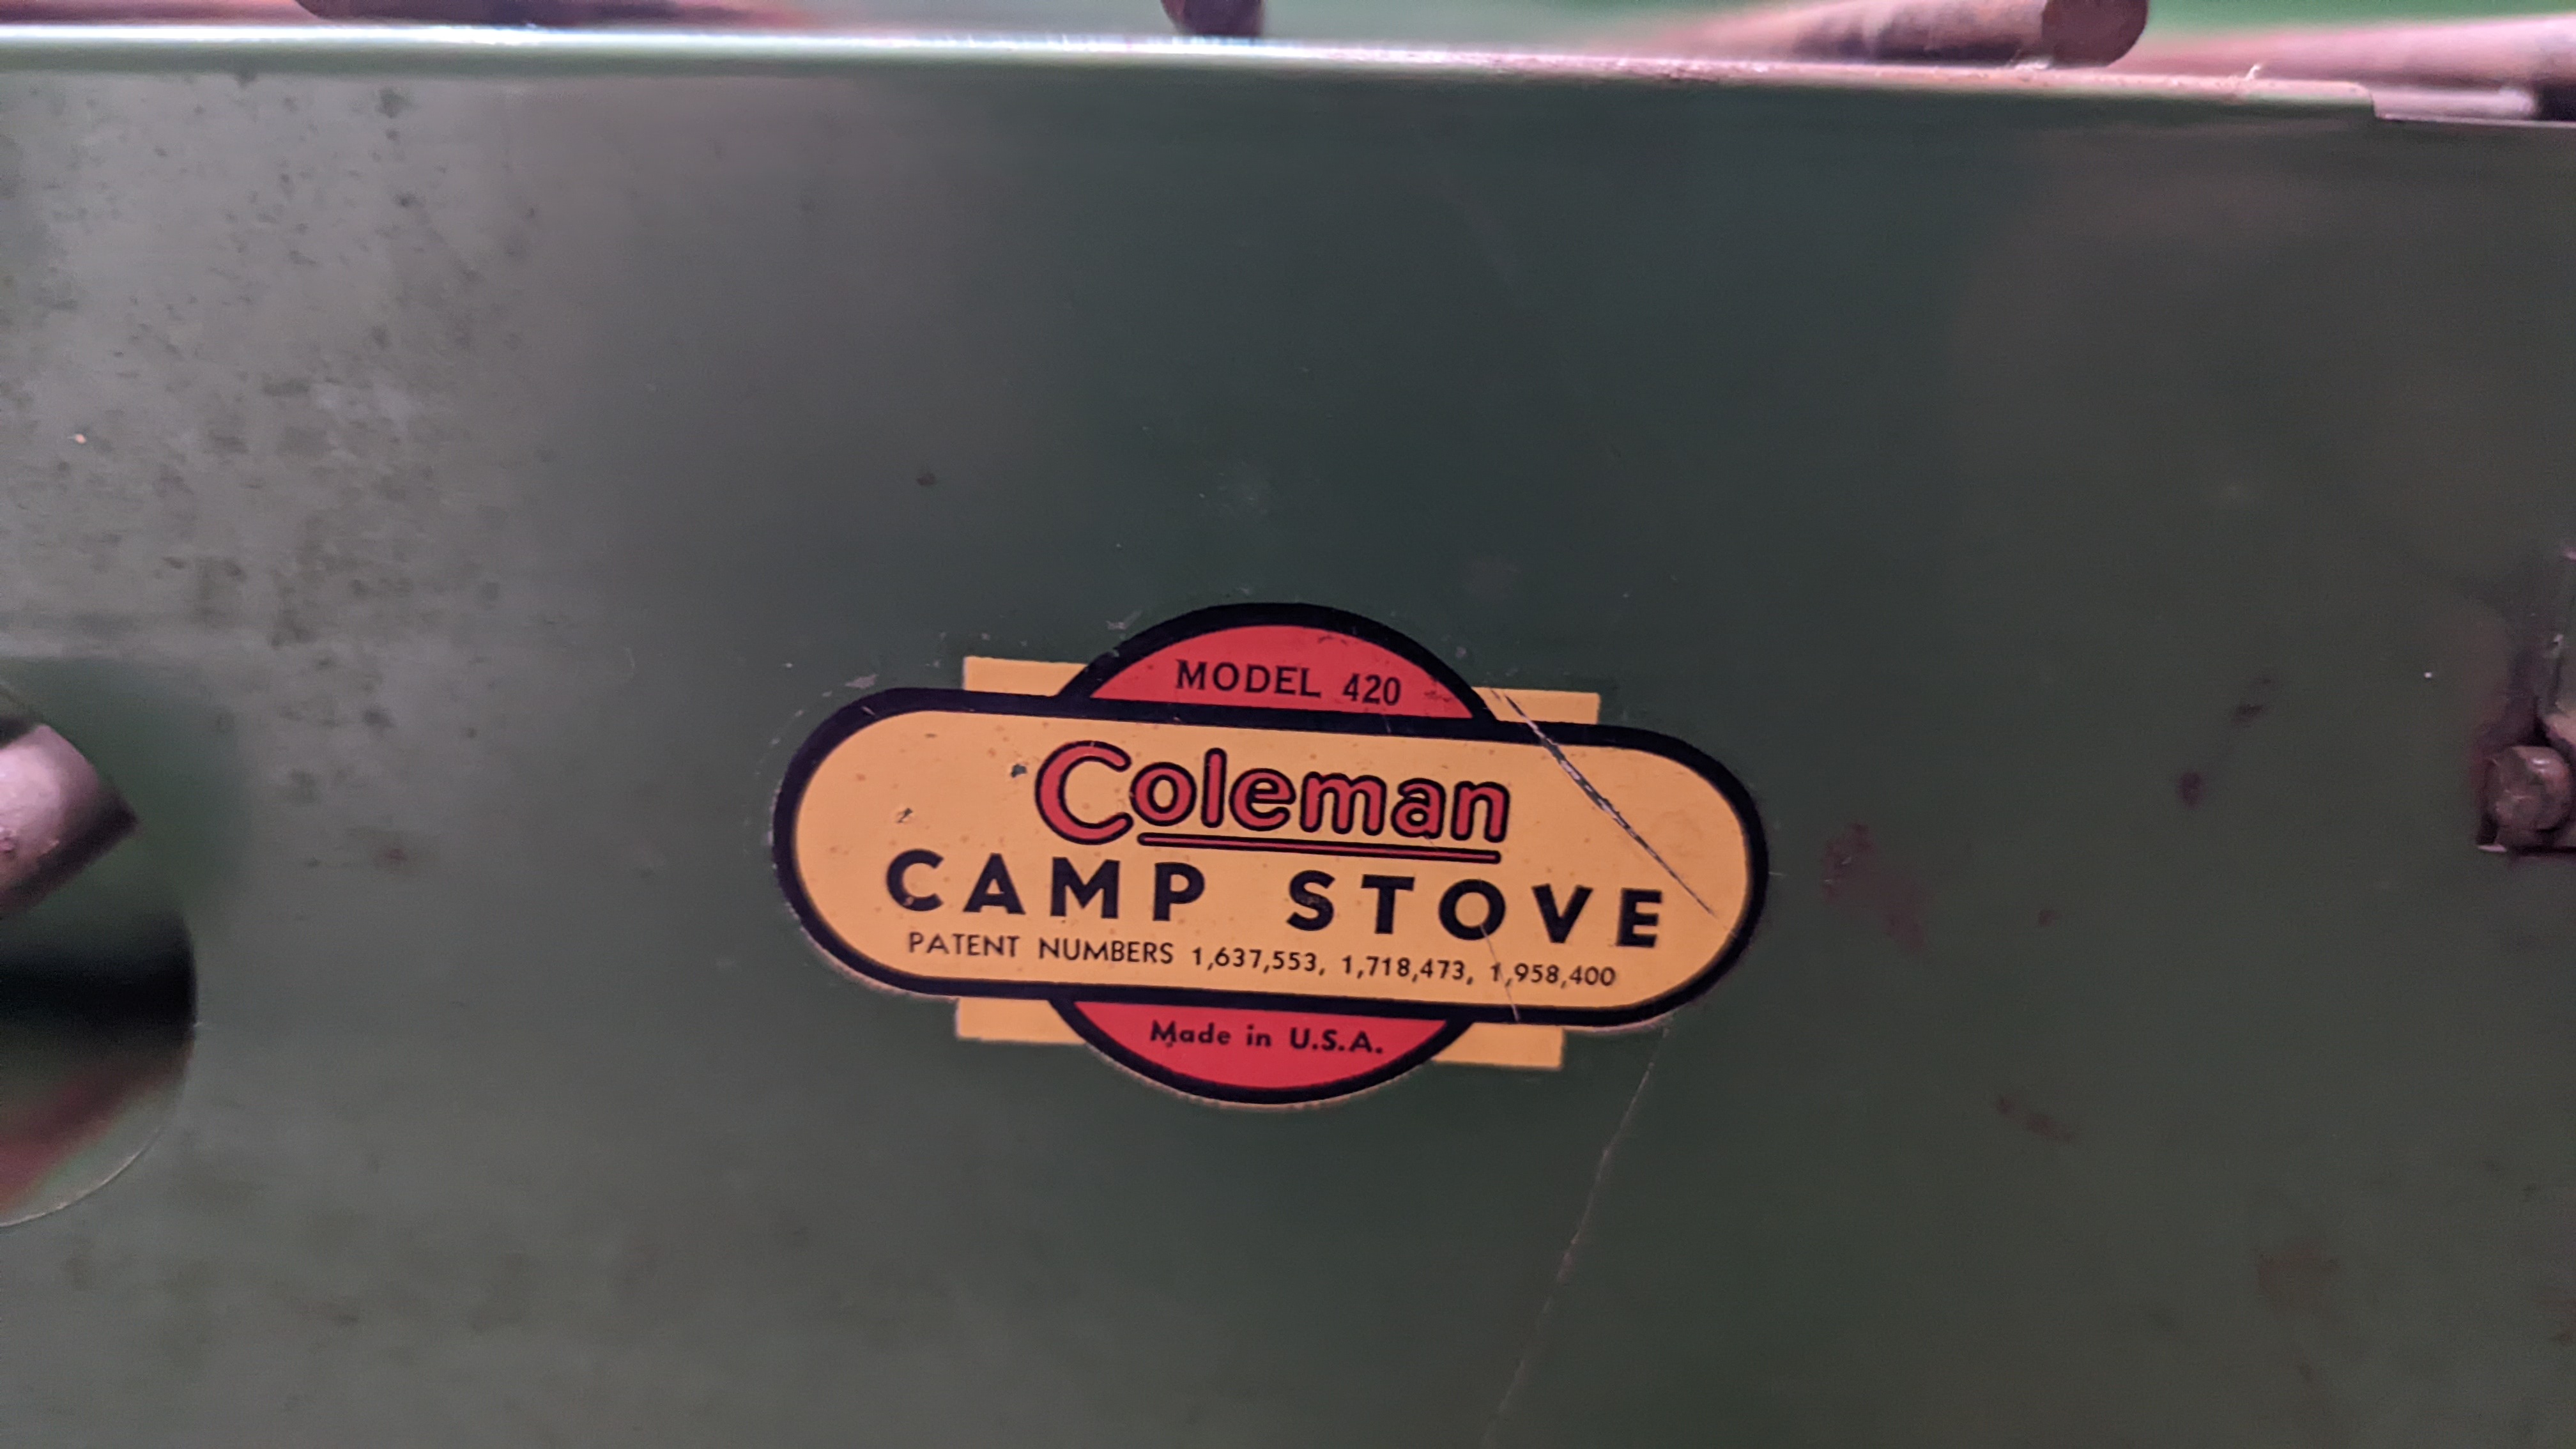 MODEL 420
Coleman
CAMP STOVE
PATENT NUMBERS 1,637,553, 1,718,473, 1,958,400
Made in U.S.A.